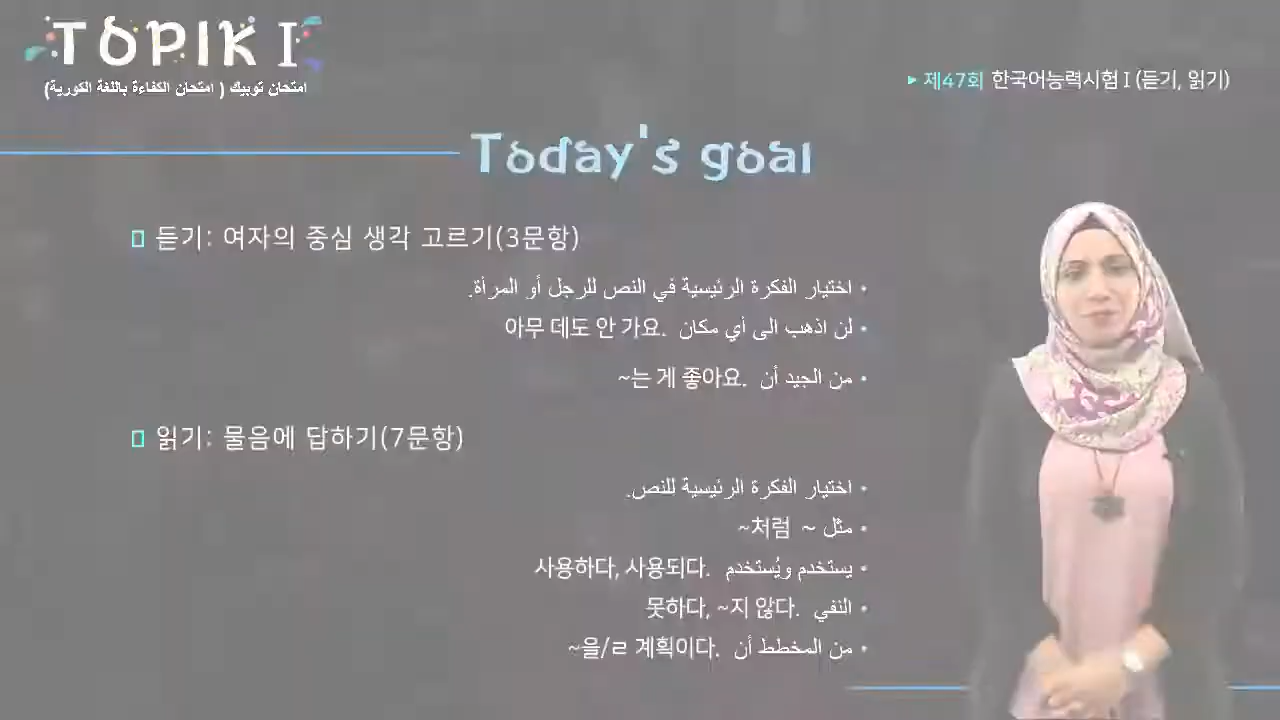 TOPIK I
امتحان توبيك ( امتحان الكفاءة باللغة الكورية)
▸ 제47회 한국어능력시험 I (듣기, 읽기)
Today's goal
듣기: 여자의 중심 생각 고르기(3문항)
• اختيار الفكرة الرئيسية في النص للرجل أو المرأة.
• لن اذهب الى أي مكان 아무 데도 안 가요.
• من الجيد أن ~는 게 좋아요.
읽기: 물음에 답하기(7문항)
• اختيار الفكرة الرئيسية للنص.
• مثل ~ ~처럼
• يستخدم ويُستخدم 사용하다, 사용되다.
• النفي 못하다, ~지 않다.
• من المخطط أن ~을/ㄹ 계획이다.